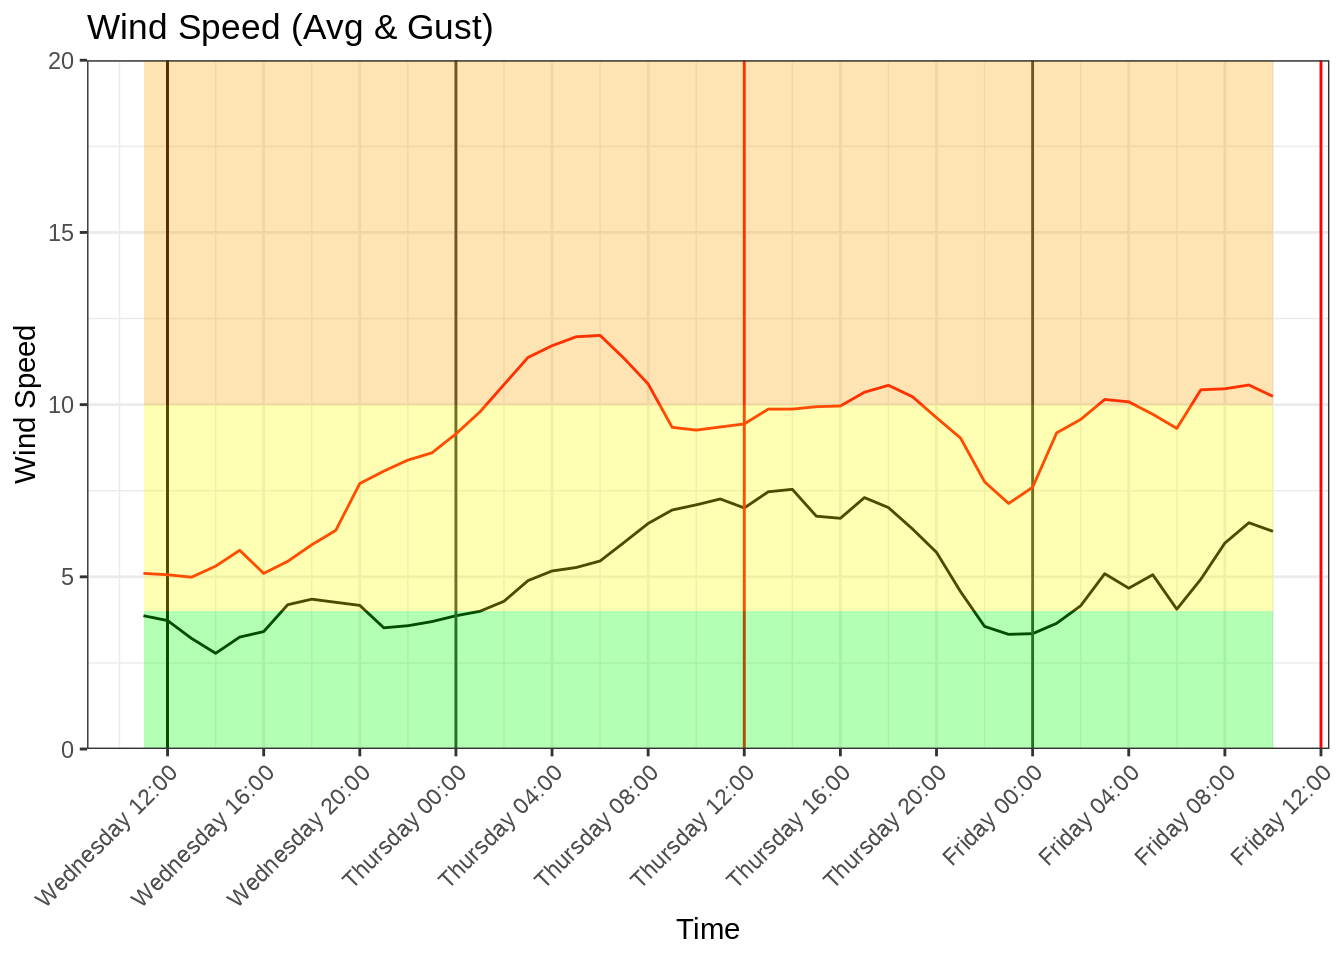 Wind Speed (Avg & Gust)
20
15
10
5
0
Wind Speed
Wednesday 12:00
Wednesday 16:00
Wednesday 20:00
Thursday 00:00
Thursday 04:00
Thursday 08:00
Thursday 12:00
Thursday 16:00
Thursday 20:00
Friday 00:00
Friday 04:00
Friday 08:00
Friday 12:00
Time